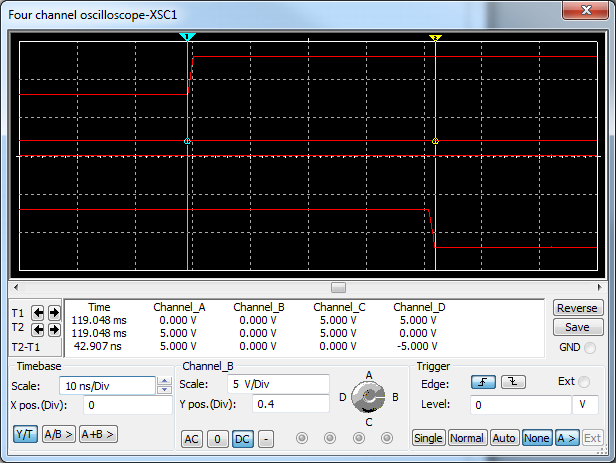 Four channel oscilloscope-XSC1
1
2
Time Channel_A Channel_B Channel_C Channel_D
T1 119.048 ms 0.000 V 0.000 V 5.000 V 5.000 V
T2 119.048 ms 5.000 V 0.000 V 5.000 V 0.000 V
T2-T1 42.907 ns 5.000 V 0.000 V 0.000 V -5.000 V
Reverse
Save
GND
Timebase
Scale: 10 ns/Div
X pos.(Div): 0
Y/T A/B > A+B >
Channel_B
Scale: 5 V/Div
Y pos.(Div): 0.4
AC 0 DC -
A
D B
C
Trigger
Edge: Ext
Level: 0 V
Single Normal Auto None A > Ext